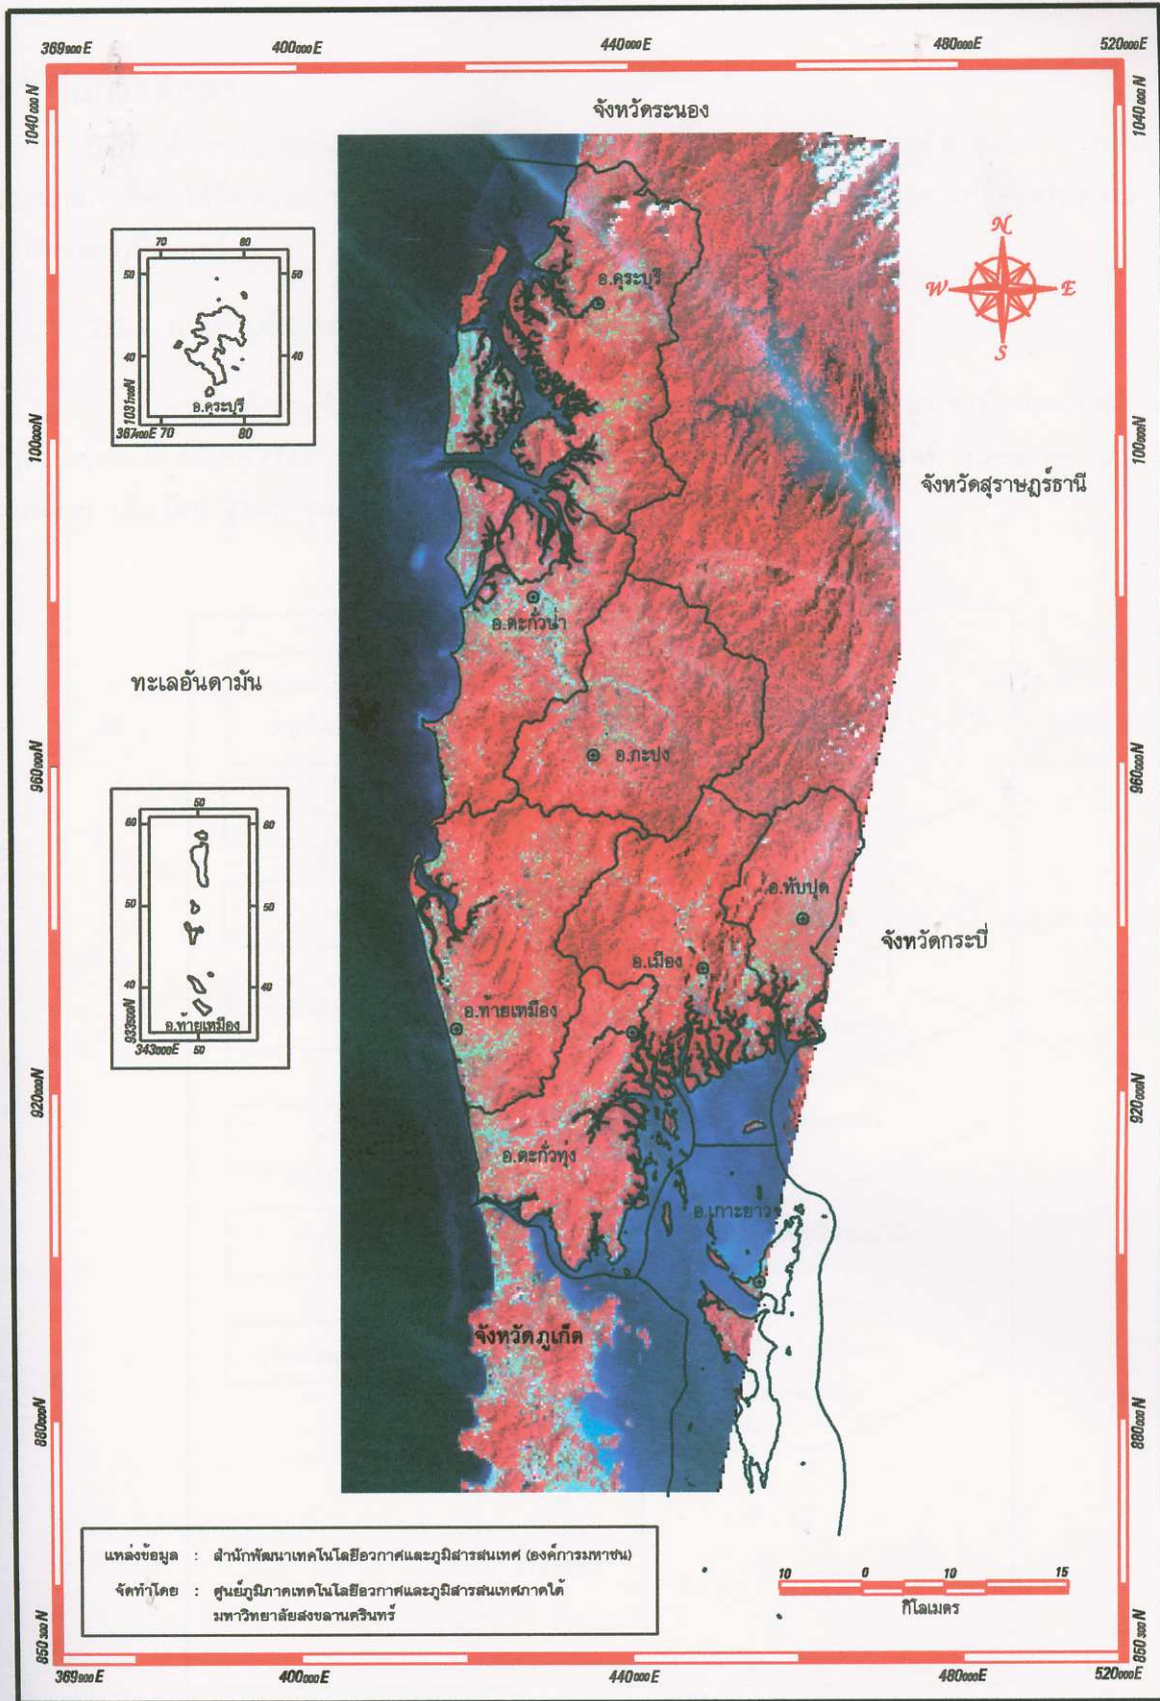 369900E 400000E 440000E 480000E 520000E
1040000N
1040000N
จังหวัดระนอง
N
W E
S
70 80
50 50
40 40
1031700N
อ.คุระบุรี
367400E 70 80
อ.คุระบุรี
1000000N
1000000N
จังหวัดสุราษฎร์ธานี
อ.ตะกั่วป่า
ทะเลอันดามัน
อ.กะปง
960000N
960000N
50
60 60
50 50
40 40
933500N
อ.ท้ายเหมือง
343000E 50
อ.ทับปุด
จังหวัดกระบี่
อ.เมือง
อ.ท้ายเหมือง
920000N
920000N
อ.ตะกั่วทุ่ง
อ.เกาะยาว
จังหวัดภูเก็ต
880000N
880000N
แหล่งข้อมูล : สำนักพัฒนาเทคโนโลยีอวกาศและภูมิสารสนเทศ (องค์การมหาชน)
จัดทำโดย : ศูนย์ภูมิภาคเทคโนโลยีอวกาศและภูมิสารสนเทศภาคใต้
มหาวิทยาลัยสงขลานครินทร์
10 0 10 15
กิโลเมตร
850300N
850300N
369900E 400000E 440000E 480000E 520000E